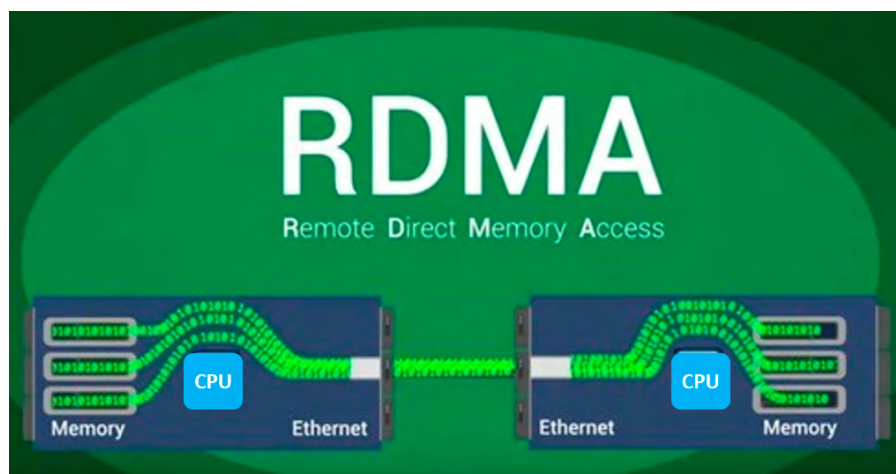 RDMA
Remote Direct Memory Access
CPU
CPU
Memory
Ethernet
Ethernet
Memory